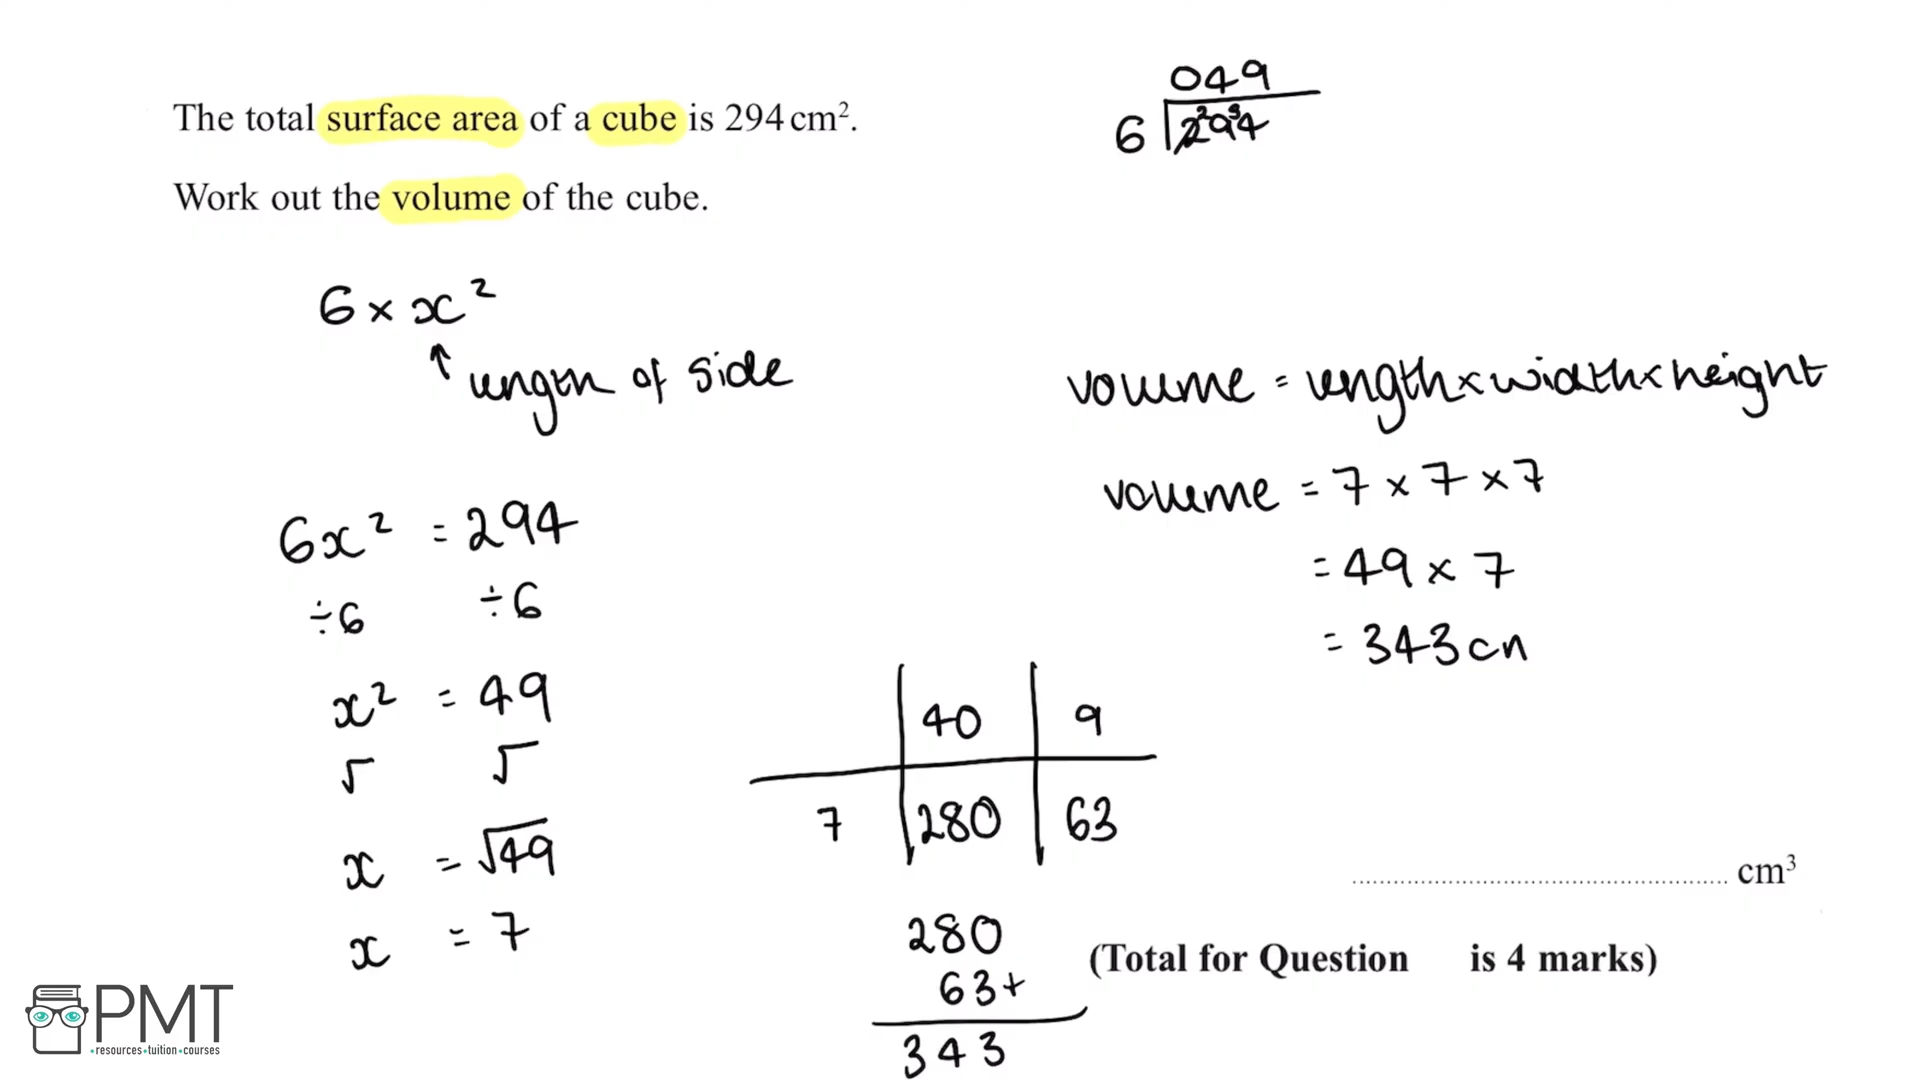 The total surface area of a cube is 294 cm².
Work out the volume of the cube.
049
6 2²9³4
6 × x²
↑ length of side
6x² = 294
÷6 ÷6
x² = 49
√ √
x = √49
x = 7
volume = length × width × height
volume = 7 × 7 × 7
= 49 × 7
= 343 cm
40 9
7 280 63
280
63 +
343
.................... cm³
(Total for Question is 4 marks)
PMT
•resources•tuition•courses